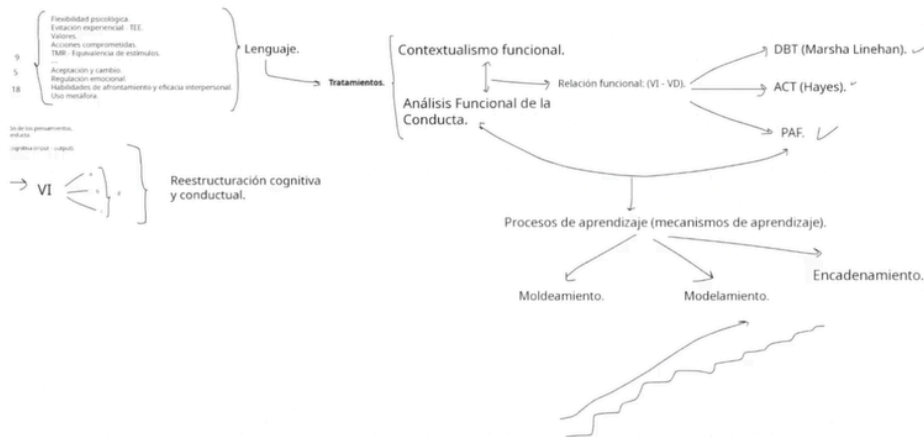 Flexibilidad psicológica.
Evitación experiencial - TEE.
Valores.
Acciones comprometidas.
TMR - Equivalencia de estímulos.
...
Aceptación y cambio.
Regulación emocional.
Habilidades de afrontamiento y eficacia interpersonal.
Uso metáfora.
9
5
18
Lenguaje.
Tratamientos.
Contextualismo funcional.
Análisis Funcional de la
Conducta.
Relación funcional: (VI - VD).
DBT (Marsha Linehan).
ACT (Hayes).
PAF.
de los pensamientos,
VI
Reestructuración cognitiva
y conductual.
Procesos de aprendizaje (mecanismos de aprendizaje).
Moldeamiento.
Modelamiento.
Encadenamiento.